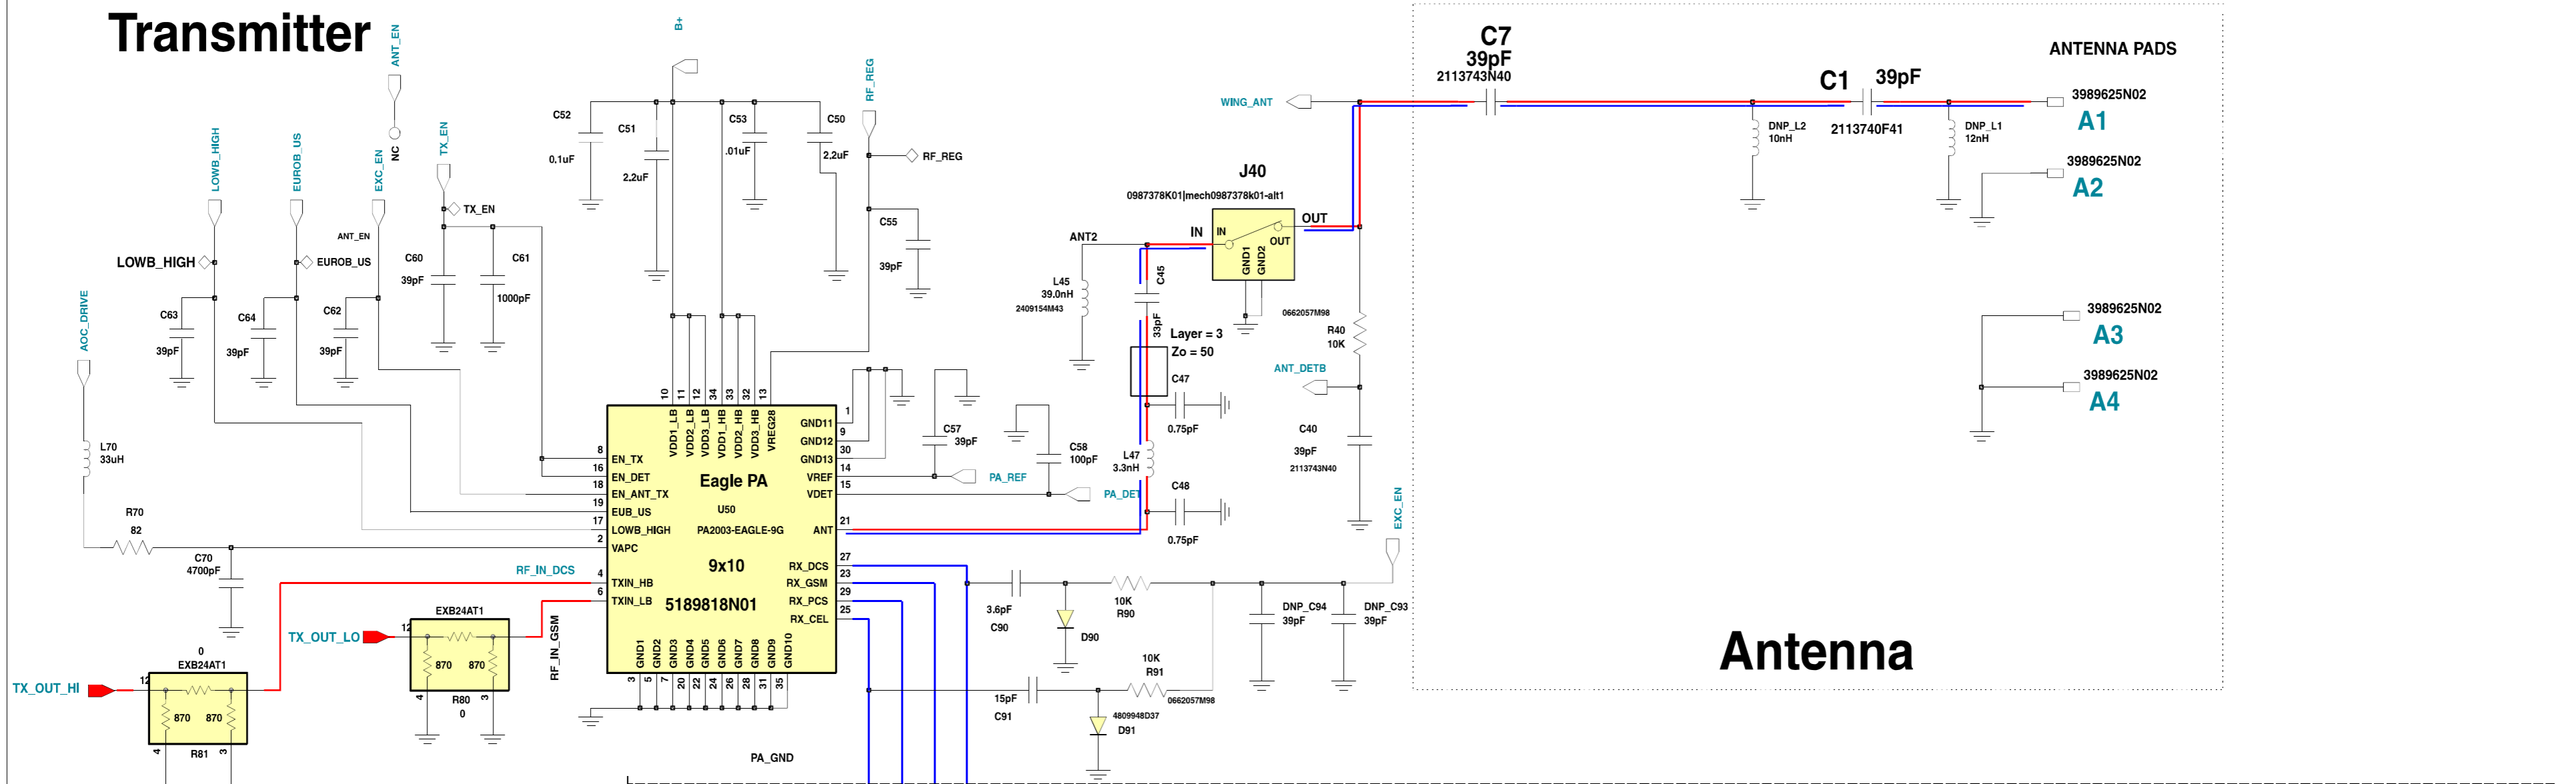 Transmitter
ANT_EN
B+
C7
39pF
2113743N40
C1
39pF
2113740F41
ANTENNA PADS
3989625N02
A1
3989625N02
A2
3989625N02
A3
3989625N02
A4
WING_ANT
DNP_L2
10nH
DNP_L1
12nH
RF_REG
RF_REG
C52
0.1uF
C51
2.2uF
C53
.01uF
C50
2.2uF
C55
39pF
LOWB_HIGH
EUROB_US
EXC_EN
NC
TX_EN
TX_EN
ANT_EN
LOWB_HIGH
EUROB_US
C60
39pF
C61
1000pF
C63
39pF
C64
39pF
C62
39pF
AOC_DRIVE
L70
33uH
R70
82
C70
4700pF
J40
0987378K01|mech0987378k01-alt1
IN
IN
OUT
OUT
GND1
GND2
ANT2
L45
39.0nH
2409154M43
C45
33pF
Layer = 3
Zo = 50
C47
0.75pF
L47
3.3nH
C48
0.75pF
0662057M98
R40
10K
ANT_DETB
C40
39pF
2113743N40
10
11
12
34
33
32
13
VDD1_LB
VDD2_LB
VDD3_LB
VDD1_HB
VDD2_HB
VDD3_HB
VREG28
8
EN_TX
16
EN_DET
18
EN_ANT_TX
19
EUB_US
17
LOWB_HIGH
2
VAPC
4
TXIN_HB
6
TXIN_LB
Eagle PA
U50
PA2003-EAGLE-9G
9x10
5189818N01
1
GND11
9
GND12
30
GND13
14
VREF
15
VDET
21
ANT
27
RX_DCS
23
RX_GSM
29
RX_PCS
25
RX_CEL
GND1
GND2
GND3
GND4
GND5
GND6
GND7
GND8
GND9
GND10
3
5
7
20
22
24
26
28
31
35
C57
39pF
PA_REF
C58
100pF
PA_DET
RF_IN_DCS
RF_IN_GSM
EXB24AT1
TX_OUT_LO
12
870
870
4
R80
3
0
0
EXB24AT1
TX_OUT_HI
12
870
870
4
R81
3
PA_GND
3.6pF
C90
D90
10K
R90
10K
R91
0662057M98
15pF
C91
4809948D37
D91
DNP_C94
39pF
DNP_C93
39pF
EXC_EN
Antenna